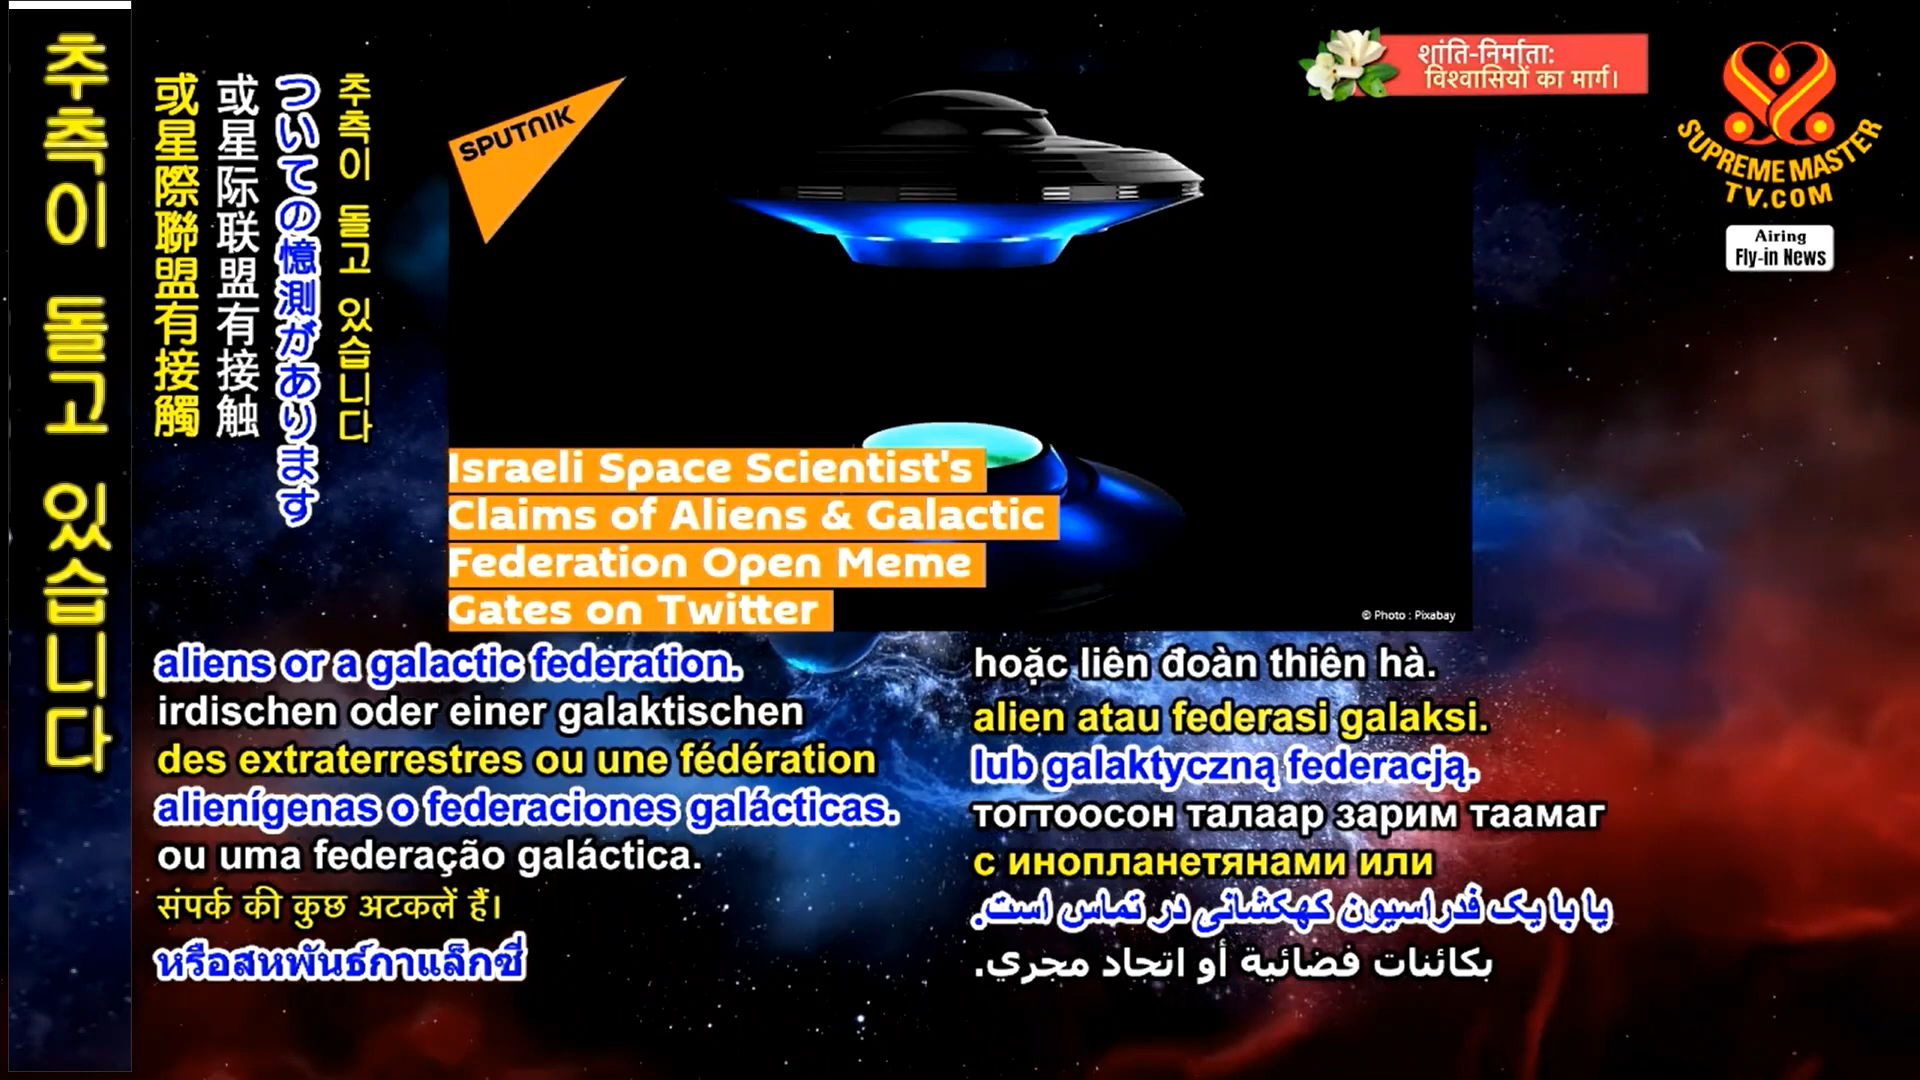 추측이 돌고 있습니다
或星際聯盟有接觸
或星际联盟有接触
ついての憶測があります
추측이 돌고 있습니다
SPUTNIK
शांति-निर्माता:
विश्वासियों का मार्ग।
SUPREME MASTER
TV.COM
Airing
Fly-in News
Israeli Space Scientist's
Claims of Aliens & Galactic
Federation Open Meme
Gates on Twitter
© Photo : Pixabay
aliens or a galactic federation.
irdischen oder einer galaktischen
des extraterrestres ou une fédération
alienígenas o federaciones galácticas.
ou uma federação galáctica.
संपर्क की कुछ अटकलें हैं।
หรือสหพันธ์กาแล็กซี่
hoặc liên đoàn thiên hà.
alien atau federasi galaksi.
lub galaktyczną federacją.
тогтоосон талаар зарим таамаг
с инопланетянами или
یا با یک فدراسیون کهکشانی در تماس است.
بكائنات فضائية أو اتحاد مجري.